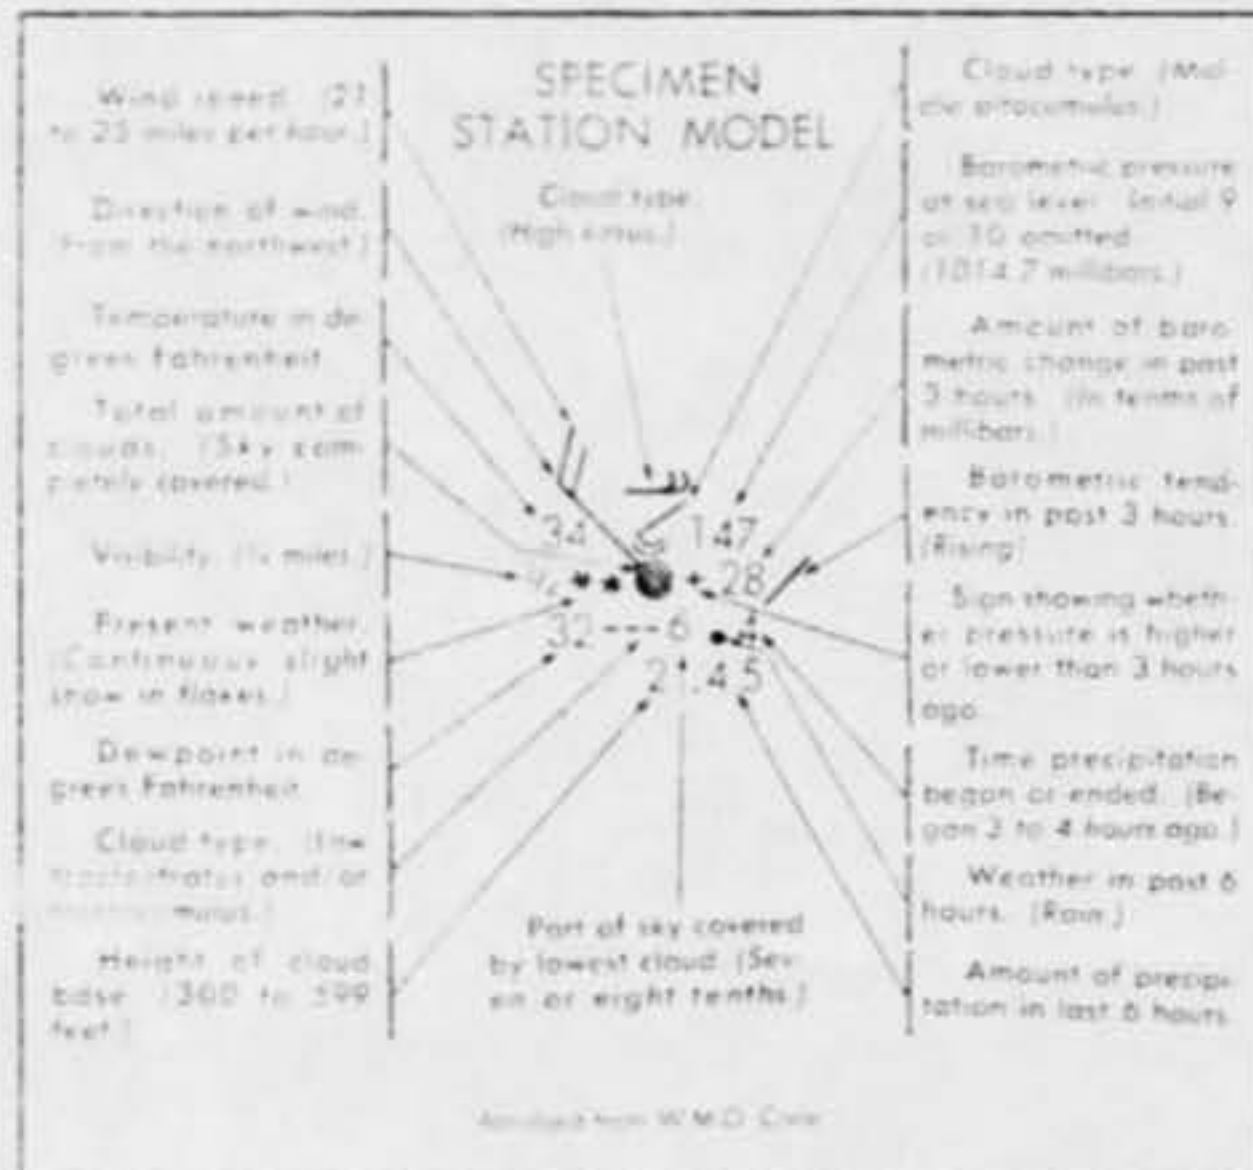 SPECIMEN
STATION MODEL
Wind speed. (21
to 25 miles per hour.)
Direction of wind.
(From the northwest.)
Temperature in de-
grees Fahrenheit
Total amount of
clouds. (Sky com-
pletely covered.)
Visibility. (¾ miles.)
Present weather.
(Continuous slight
snow in flakes.)
Dewpoint in de-
grees Fahrenheit
Cloud type.
and/or
Height of cloud
base (300 to 599
feet.)
Cloud type.
(High cirrus.)
34
147
28
32
6
2
.45
Part of sky covered
by lowest cloud (Sev-
en or eight tenths.)
Cloud type. (Mid-
dle altocumulus.)
Barometric pressure
at sea level. Initial 9
or 10 omitted
(1014.7 millibars.)
Amount of baro-
metric change in past
3 hours. (In tenths of
millibars.)
Barometric tend-
ency in past 3 hours.
(Rising)
Sign showing wheth-
er pressure is higher
or lower than 3 hours
ago.
Time precipitation
began or ended. (Be-
gan 3 to 4 hours ago.)
Weather in past 6
hours. (Rain.)
Amount of precipi-
tation in last 6 hours.
from W.M.O. Code